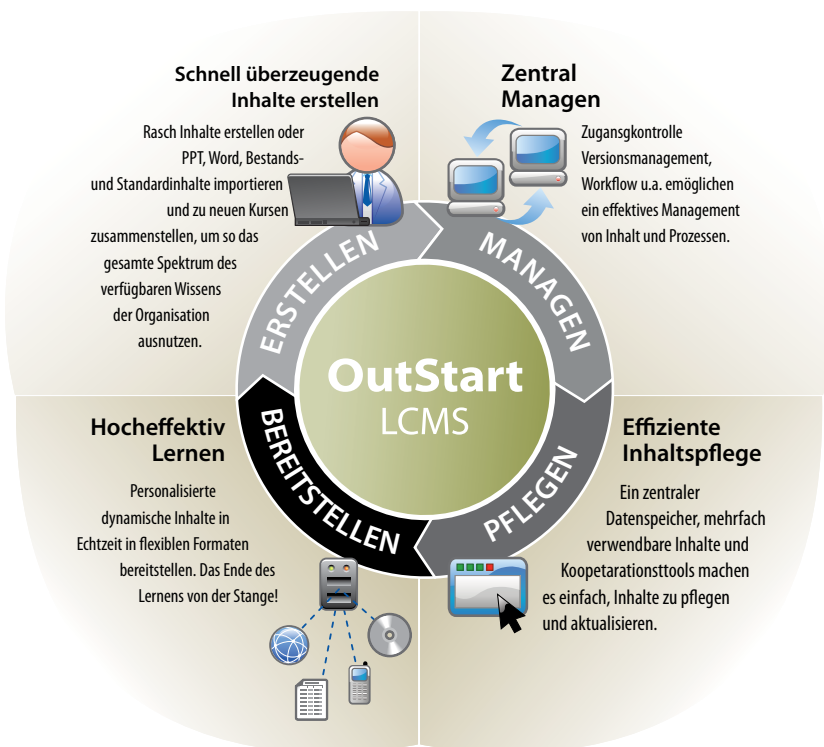 Schnell überzeugende
Inhalte erstellen
Rasch Inhalte erstellen oder
PPT, Word, Bestands-
und Standardinhalte importieren
und zu neuen Kursen
zusammenstellen, um so das
gesamte Spektrum des
verfügbaren Wissens
der Organisation
ausnutzen.
Zentral
Managen
Zugansgkontrolle
Versionsmanagement,
Workflow u.a. emöglichen
ein effektives Management
von Inhalt und Prozessen.
ERSTELLEN
MANAGEN
OutStart
LCMS
BEREITSTELLEN
PFLEGEN
Hocheffektiv
Lernen
Personalisierte
dynamische Inhalte in
Echtzeit in flexiblen Formaten
bereitstellen. Das Ende des
Lernens von der Stange!
Effiziente
Inhaltspflege
Ein zentraler
Datenspeicher, mehrfach
verwendbare Inhalte und
Koopetarationsttools machen
es einfach, Inhalte zu pflegen
und aktualisieren.